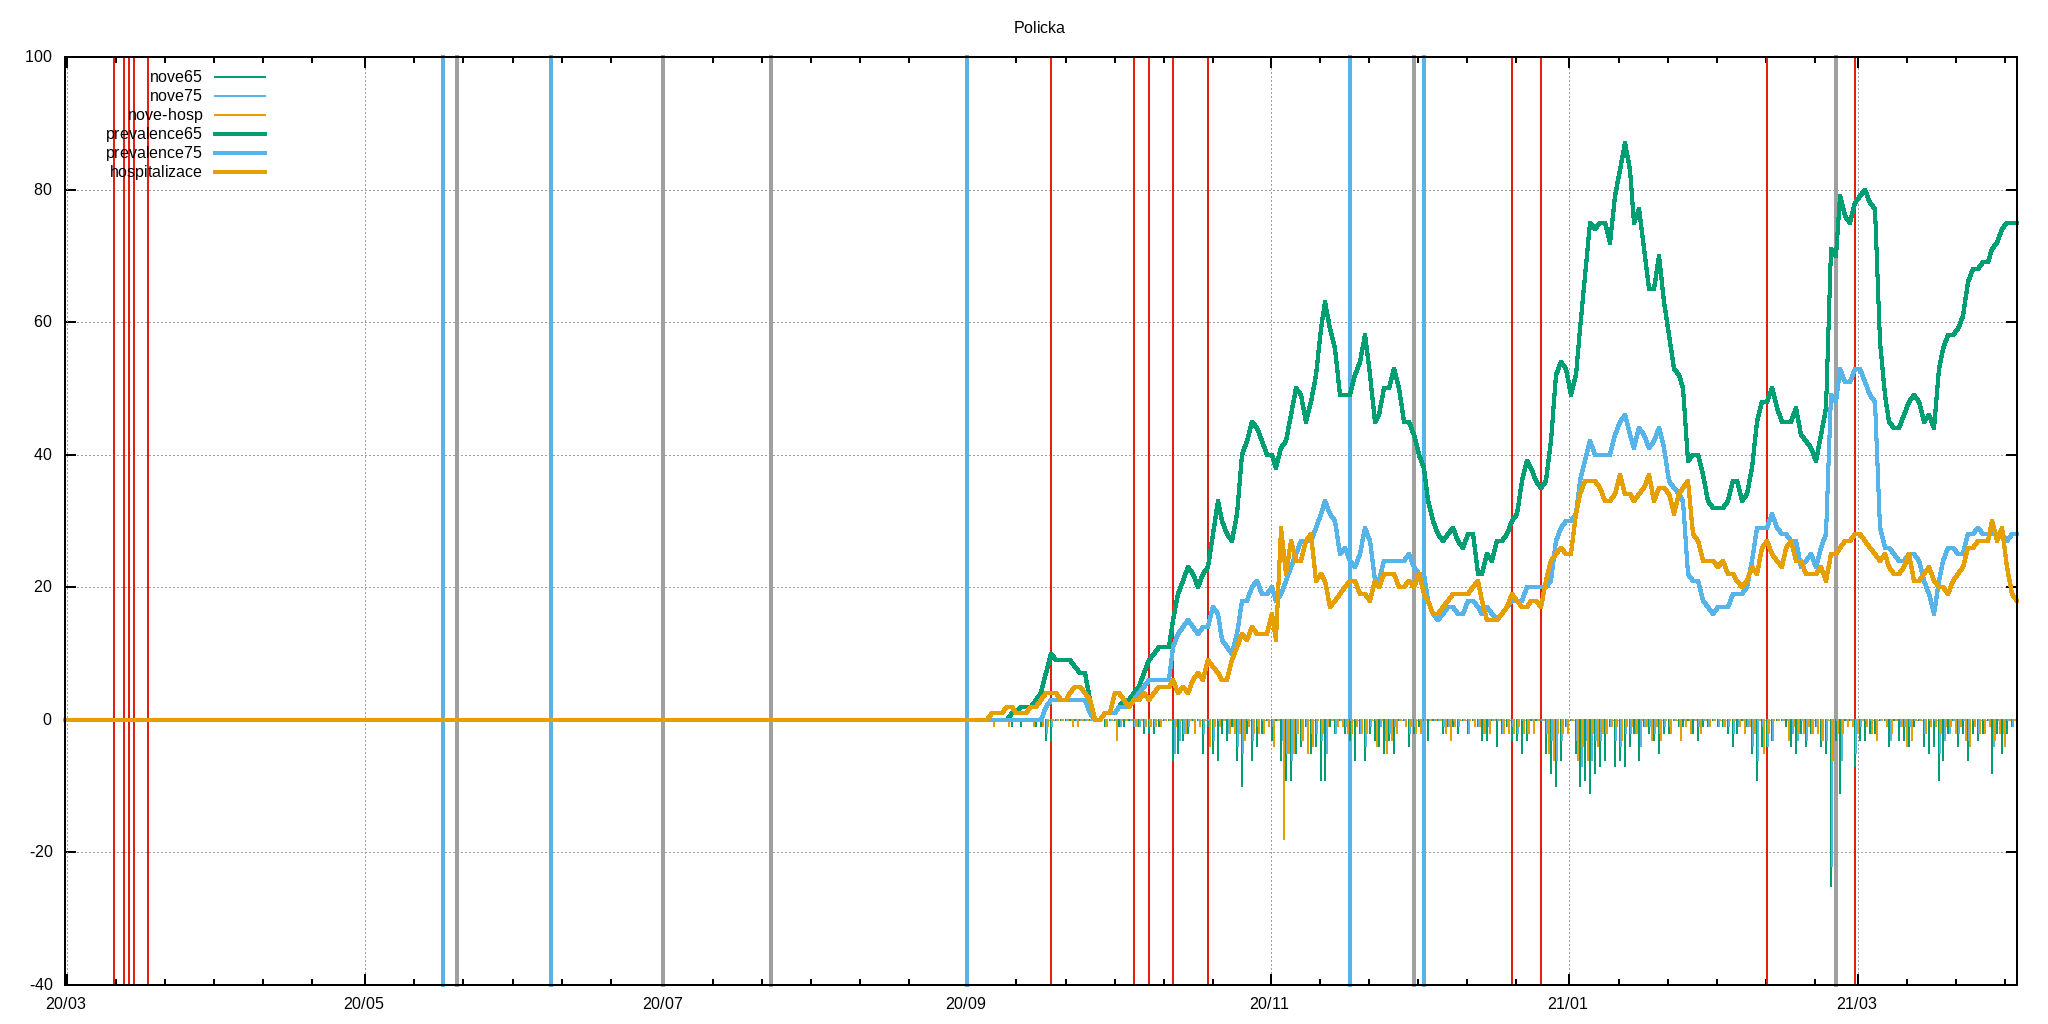 Policka
100
nove65
nove75
nove-hosp
prevalence65
prevalence75
hospitalizace
80
60
40
20
0
-20
-40
20/03 20/05 20/07 20/09 20/11 21/01 21/03